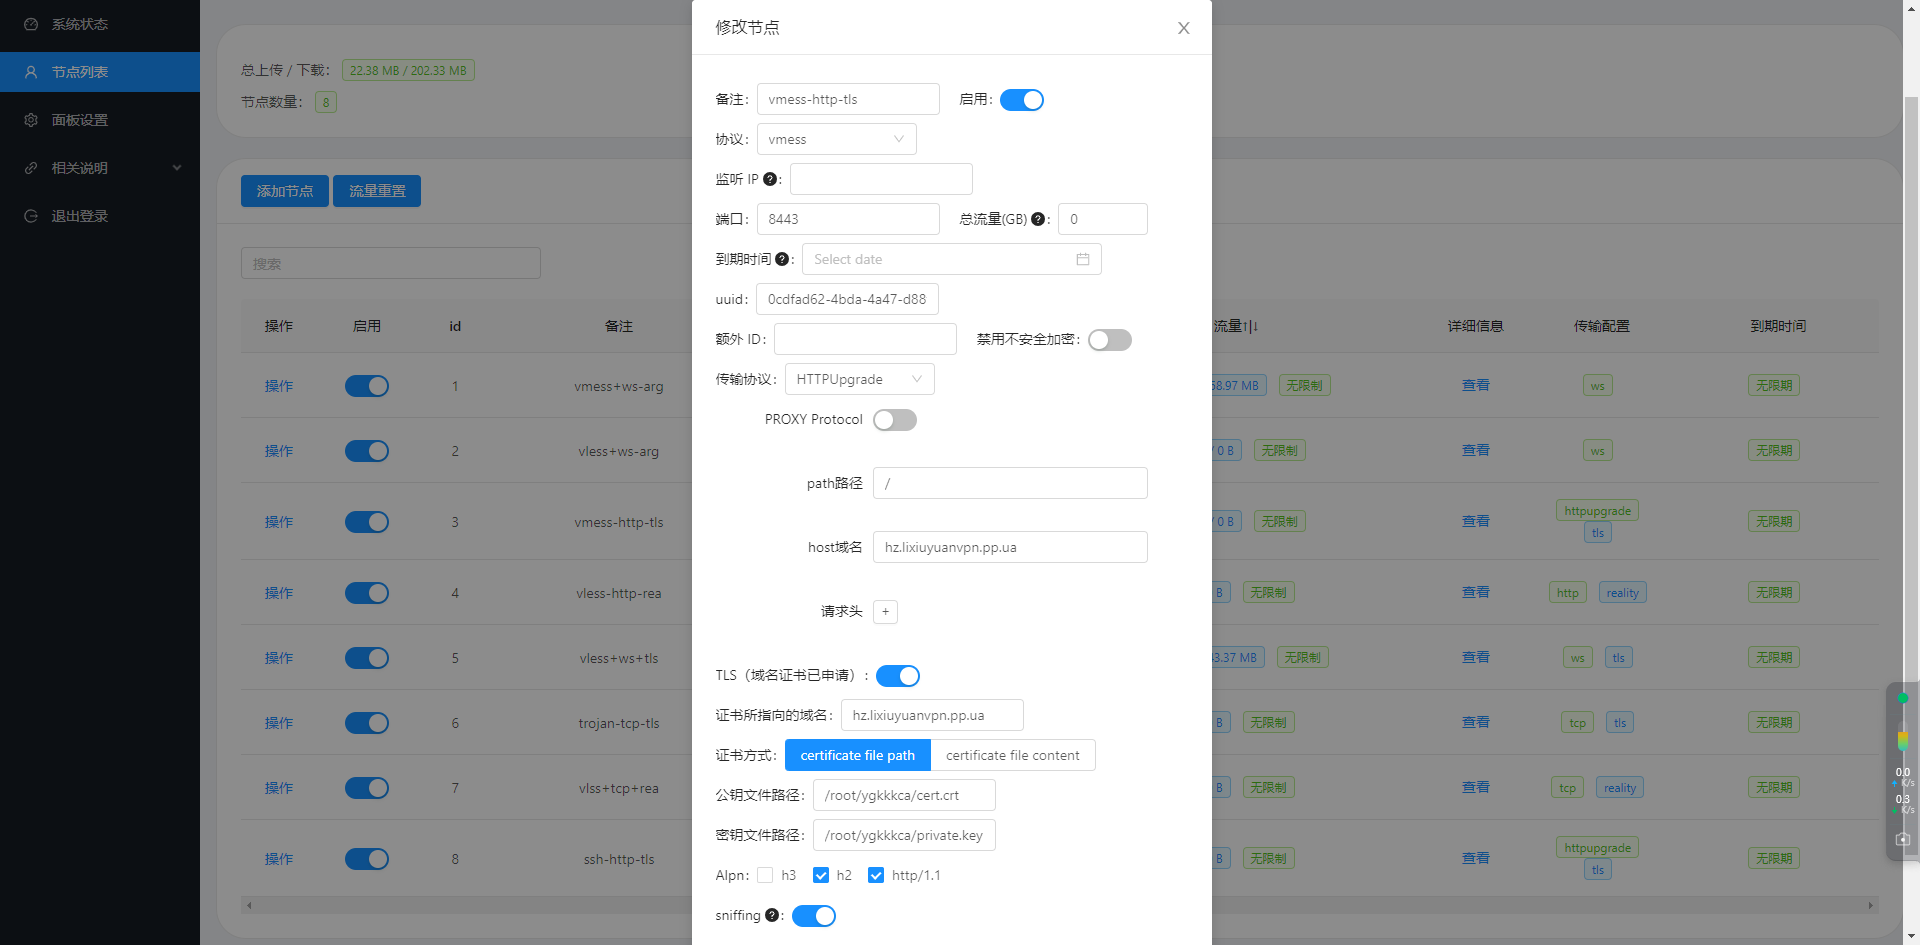 系统状态
节点列表
面板设置
相关说明
退出登录
总上传 / 下载： 22.38 MB / 202.33 MB
节点数量： 8
添加节点 流量重置
搜索
操作 启用 id 备注 流量↑|↓ 详细信息 传输配置 到期时间
操作 1 vmess+ws-arg 58.97 MB 无限制 查看 ws 无限期
操作 2 vless+ws-arg / 0 B 无限制 查看 ws 无限期
操作 3 vmess-http-tls / 0 B 无限制 查看 httpupgrade tls 无限期
操作 4 vless-http-rea B 无限制 查看 http reality 无限期
操作 5 vless+ws+tls 43.37 MB 无限制 查看 ws tls 无限期
操作 6 trojan-tcp-tls B 无限制 查看 tcp tls 无限期
操作 7 vlss+tcp+rea B 无限制 查看 tcp reality 无限期
操作 8 ssh-http-tls B 无限制 查看 httpupgrade tls 无限期
修改节点 X
备注： vmess-http-tls 启用：
协议： vmess
监听 IP ?：
端口： 8443 总流量(GB) ?： 0
到期时间 ?： Select date
uuid： 0cdfad62-4bda-4a47-d88
额外 ID： 禁用不安全加密：
传输协议： HTTPUpgrade
PROXY Protocol
path路径 /
host域名 hz.lixiuyuanvpn.pp.ua
请求头 +
TLS（域名证书已申请）：
证书所指向的域名： hz.lixiuyuanvpn.pp.ua
证书方式： certificate file path certificate file content
公钥文件路径： /root/ygkkkca/cert.crt
密钥文件路径： /root/ygkkkca/private.key
Alpn： h3 h2 http/1.1
sniffing ?：
0.0
K/s
0.3
K/s